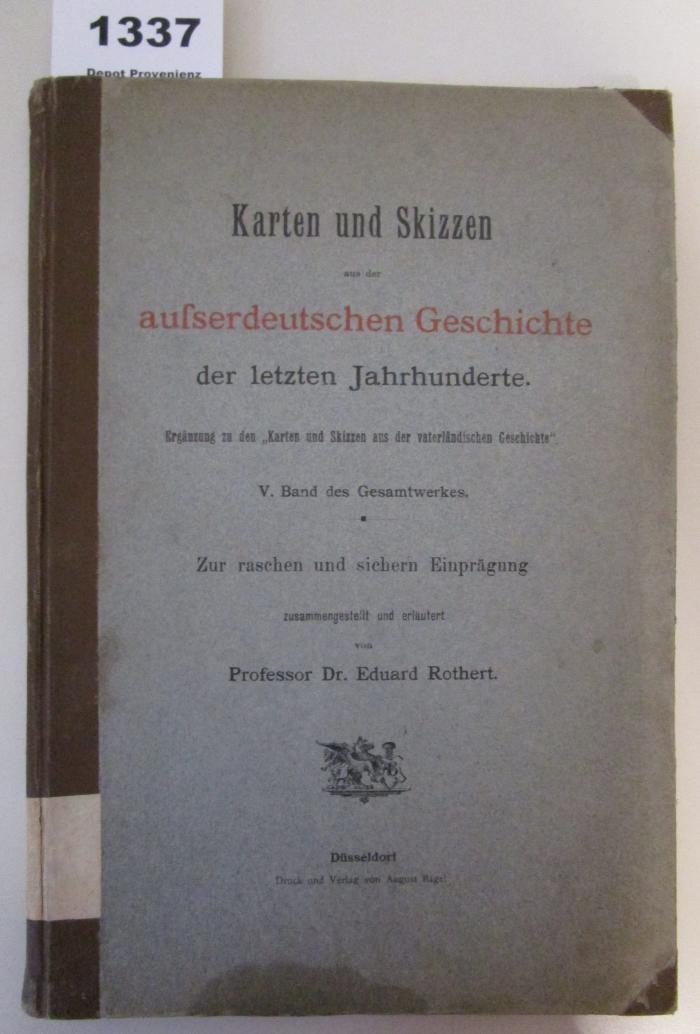 1337
Depot Provenienz
Karten und Skizzen
aus der
auſserdeutschen Geschichte
der letzten Jahrhunderte.
Ergänzung zu den „Karten und Skizzen aus der vaterländischen Geschichte“.
V. Band des Gesamtwerkes.
Zur raschen und sichern Einprägung
zusammengestellt und erläutert
von
Professor Dr. Eduard Rothert.
Düsseldorf
Druck und Verlag von August Bagel